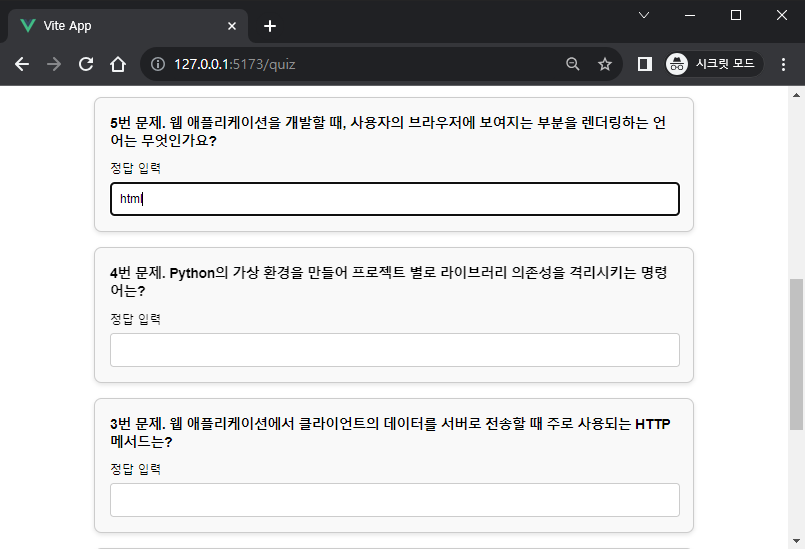 Vite App
127.0.0.1:5173/quiz
시크릿 모드
5번 문제. 웹 애플리케이션을 개발할 때, 사용자의 브라우저에 보여지는 부분을 렌더링하는 언
어는 무엇인가요?
정답 입력
html
4번 문제. Python의 가상 환경을 만들어 프로젝트 별로 라이브러리 의존성을 격리시키는 명령
어는?
정답 입력
3번 문제. 웹 애플리케이션에서 클라이언트의 데이터를 서버로 전송할 때 주로 사용되는 HTTP
메서드는?
정답 입력